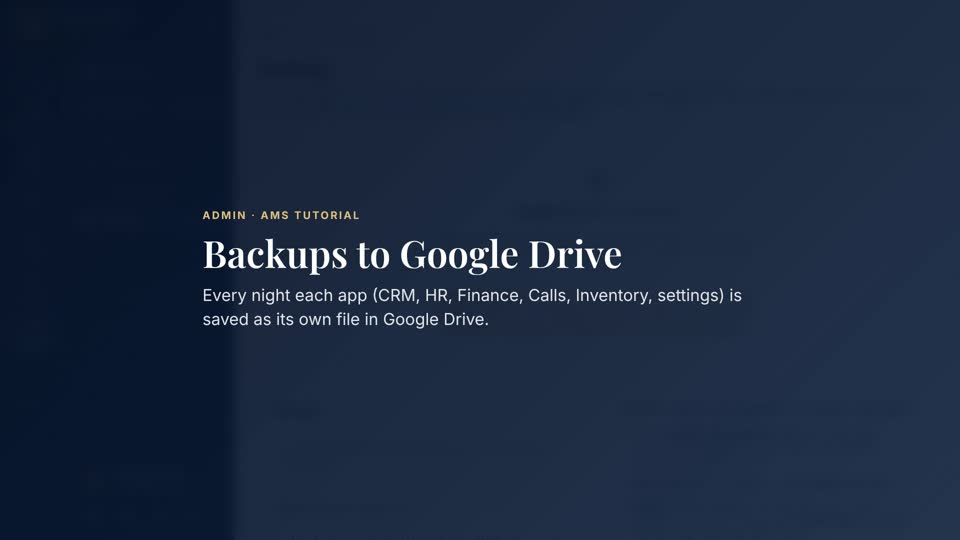 ADMIN · AMS TUTORIAL
Backups to Google Drive
Every night each app (CRM, HR, Finance, Calls, Inventory, settings) is
saved as its own file in Google Drive.